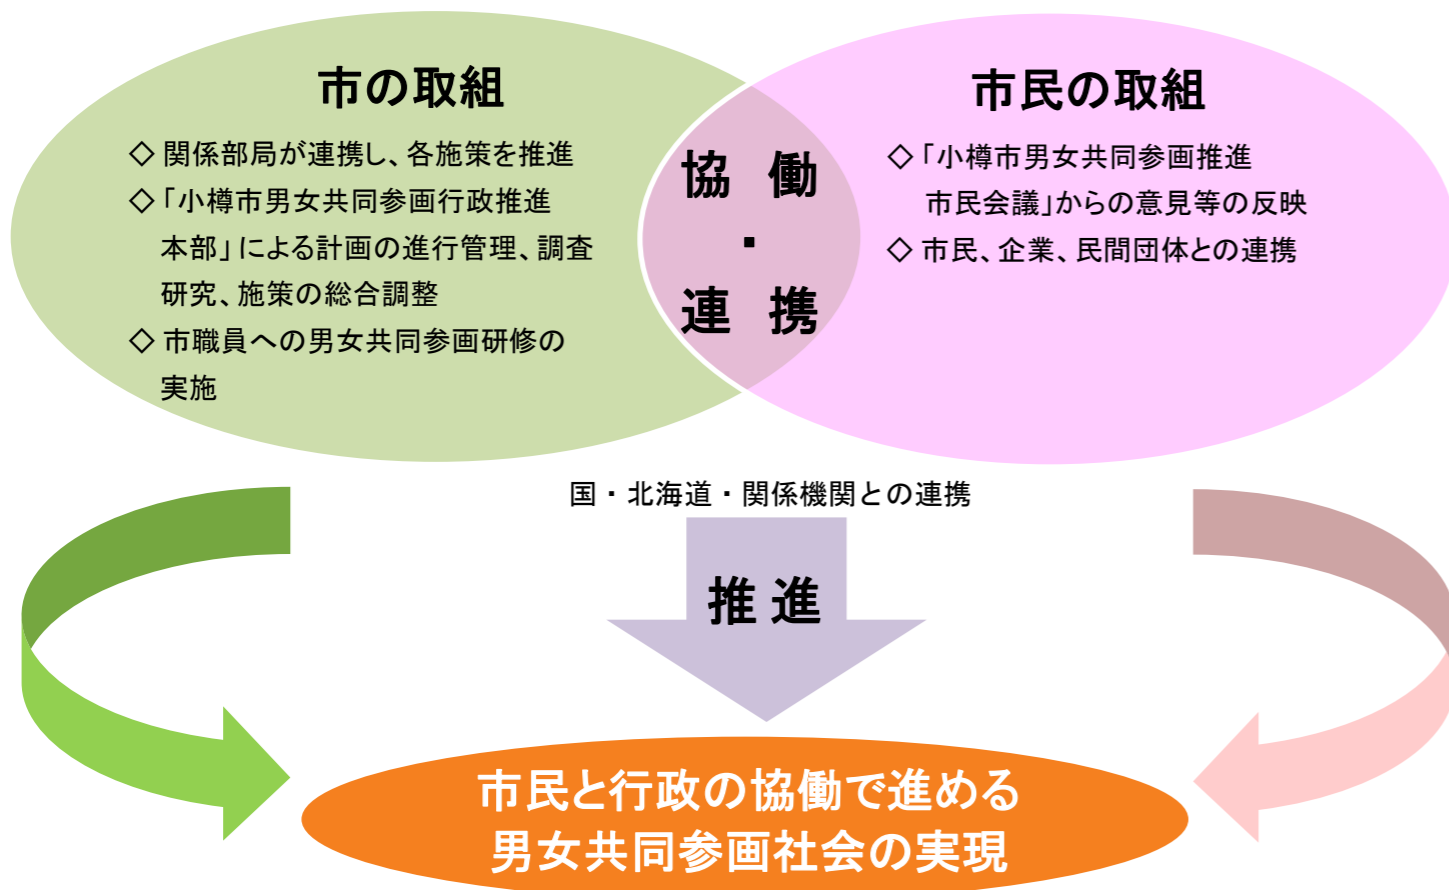 市の取組
◇ 関係部局が連携し、各施策を推進
◇ 「小樽市男女共同参画行政推進
本部」による計画の進行管理、調査
研究、施策の総合調整
◇ 市職員への男女共同参画研修の
実施
協 働
・
連 携
市民の取組
◇ 「小樽市男女共同参画推進
市民会議」からの意見等の反映
◇ 市民、企業、民間団体との連携
国・北海道・関係機関との連携
推 進
市民と行政の協働で進める
男女共同参画社会の実現